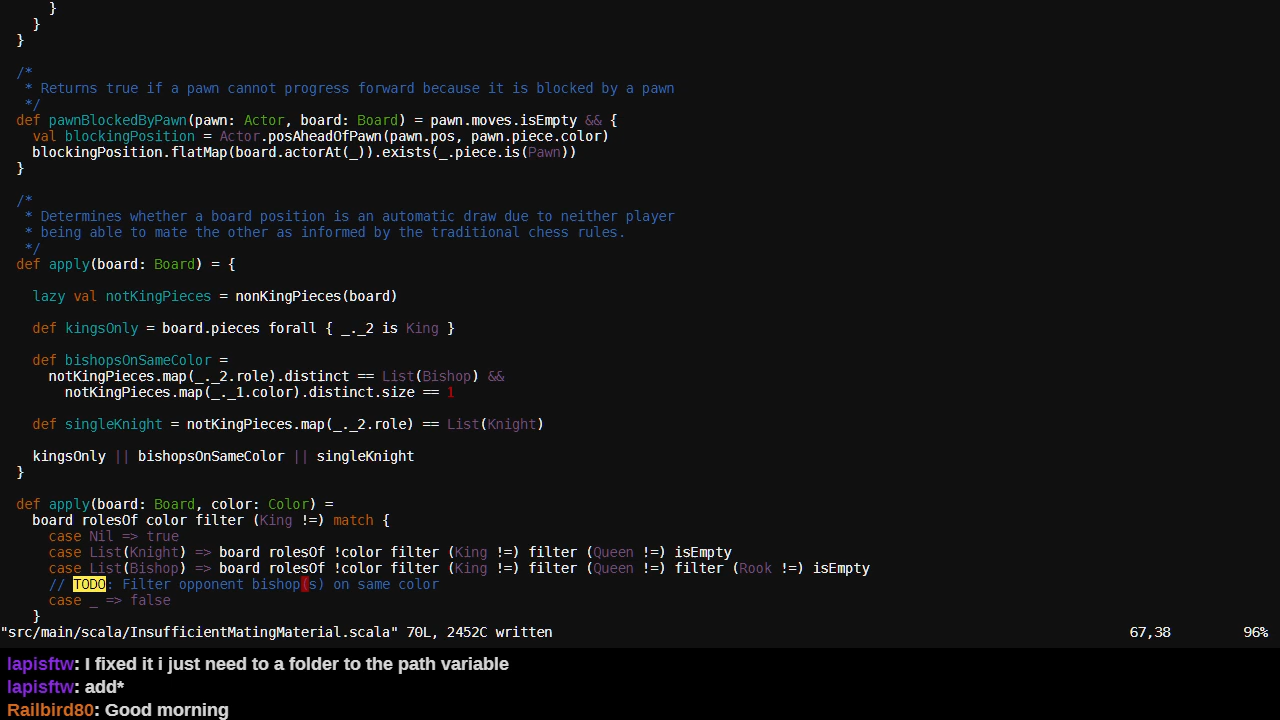 }
    }
  }

  /*
   * Returns true if a pawn cannot progress forward because it is blocked by a pawn
   */
  def pawnBlockedByPawn(pawn: Actor, board: Board) = pawn.moves.isEmpty && {
    val blockingPosition = Actor.posAheadOfPawn(pawn.pos, pawn.piece.color)
    blockingPosition.flatMap(board.actorAt(_)).exists(_.piece.is(Pawn))
  }

  /*
   * Determines whether a board position is an automatic draw due to neither player
   * being able to mate the other as informed by the traditional chess rules.
   */
  def apply(board: Board) = {

    lazy val notKingPieces = nonKingPieces(board)

    def kingsOnly = board.pieces forall { _._2 is King }

    def bishopsOnSameColor =
      notKingPieces.map(_._2.role).distinct == List(Bishop) &&
        notKingPieces.map(_._1.color).distinct.size == 1

    def singleKnight = notKingPieces.map(_._2.role) == List(Knight)

    kingsOnly || bishopsOnSameColor || singleKnight
  }

  def apply(board: Board, color: Color) =
    board rolesOf color filter (King !=) match {
      case Nil => true
      case List(Knight) => board rolesOf !color filter (King !=) filter (Queen !=) isEmpty
      case List(Bishop) => board rolesOf !color filter (King !=) filter (Queen !=) filter (Rook !=) isEmpty
      // TODO: Filter opponent bishop(s) on same color
      case _ => false
    }
"src/main/scala/InsufficientMatingMaterial.scala" 70L, 2452C written 67,38 96%
lapisftw: I fixed it i just need to a folder to the path variable
lapisftw: add*
Railbird80: Good morning